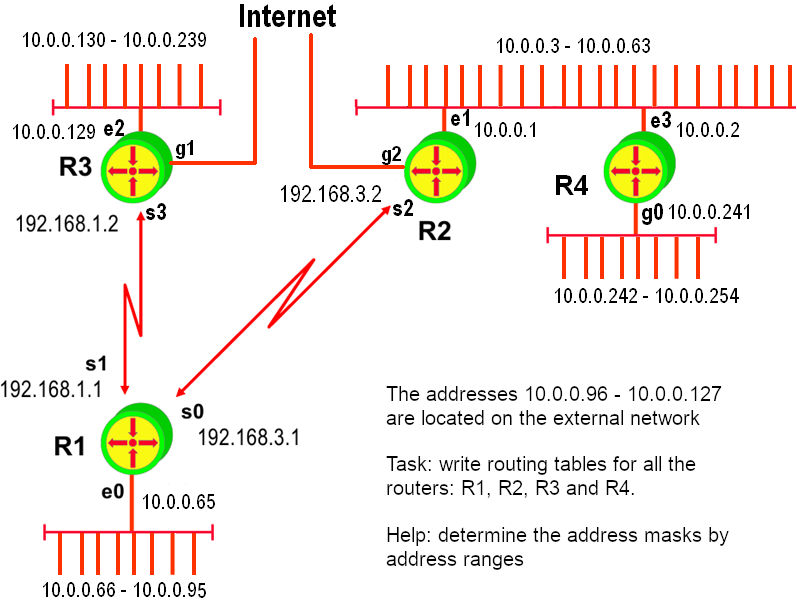 Internet
10.0.0.130 - 10.0.0.239
10.0.0.3 - 10.0.0.63
10.0.0.129
e2
g1
R3
192.168.1.2
s3
e1
10.0.0.1
g2
192.168.3.2
s2
R2
e3
10.0.0.2
R4
g0
10.0.0.241
10.0.0.242 - 10.0.0.254
s1
192.168.1.1
s0
192.168.3.1
R1
e0
10.0.0.65
10.0.0.66 - 10.0.0.95
The addresses 10.0.0.96 - 10.0.0.127
are located on the external network
Task: write routing tables for all the
routers: R1, R2, R3 and R4.
Help: determine the address masks by
address ranges